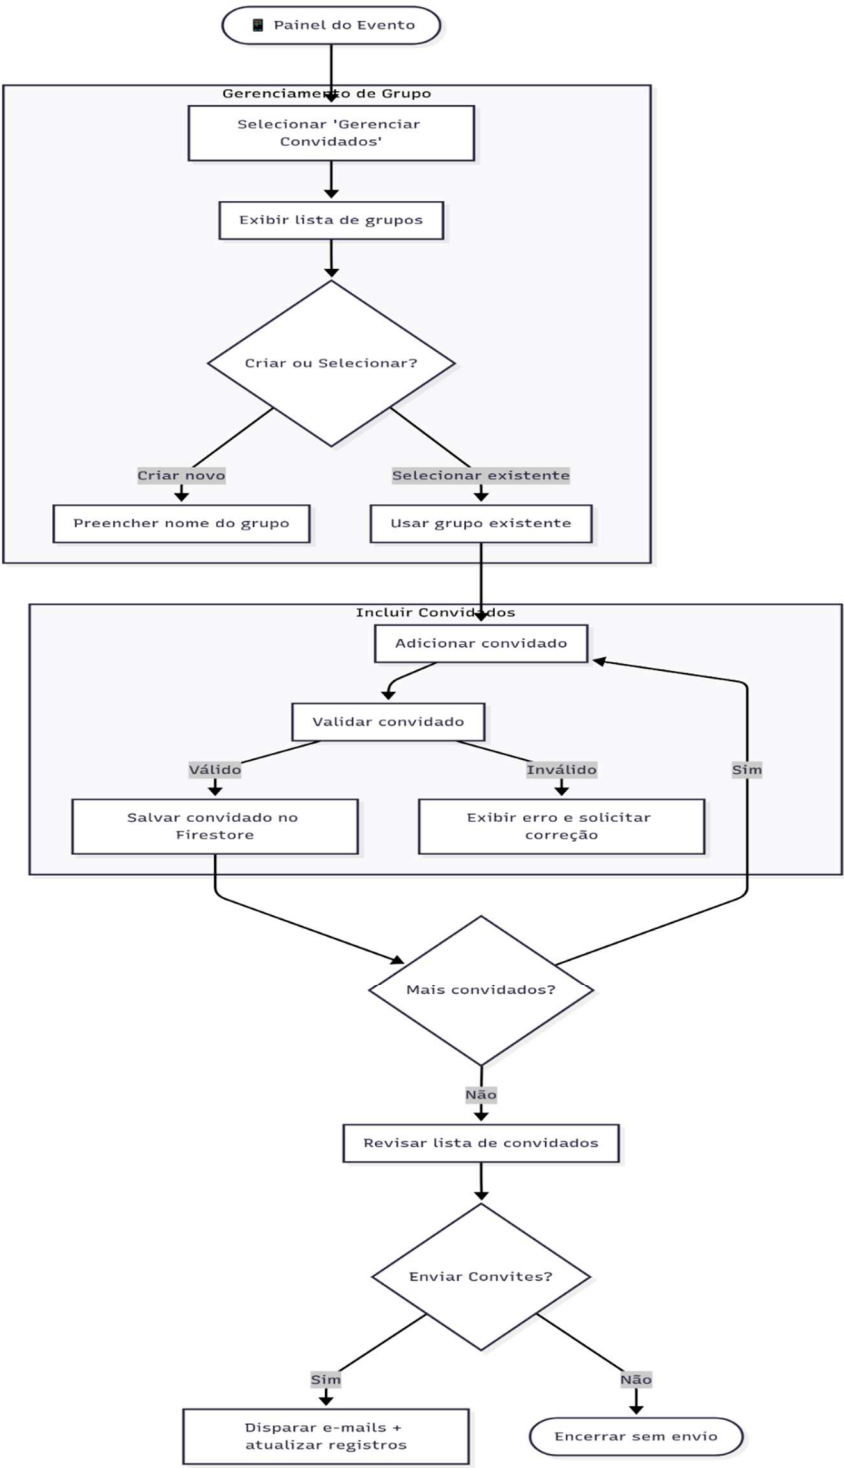 📱 Painel do Evento
Gerenciamento de Grupo
Selecionar 'Gerenciar
Convidados'
Exibir lista de grupos
Criar ou Selecionar?
Criar novo
Selecionar existente
Preencher nome do grupo
Usar grupo existente
Incluir Convidados
Adicionar convidado
Validar convidado
Válido
Inválido
Sim
Salvar convidado no
Firestore
Exibir erro e solicitar
correção
Mais convidados?
Não
Revisar lista de convidados
Enviar Convites?
Sim
Não
Disparar e-mails +
atualizar registros
Encerrar sem envio